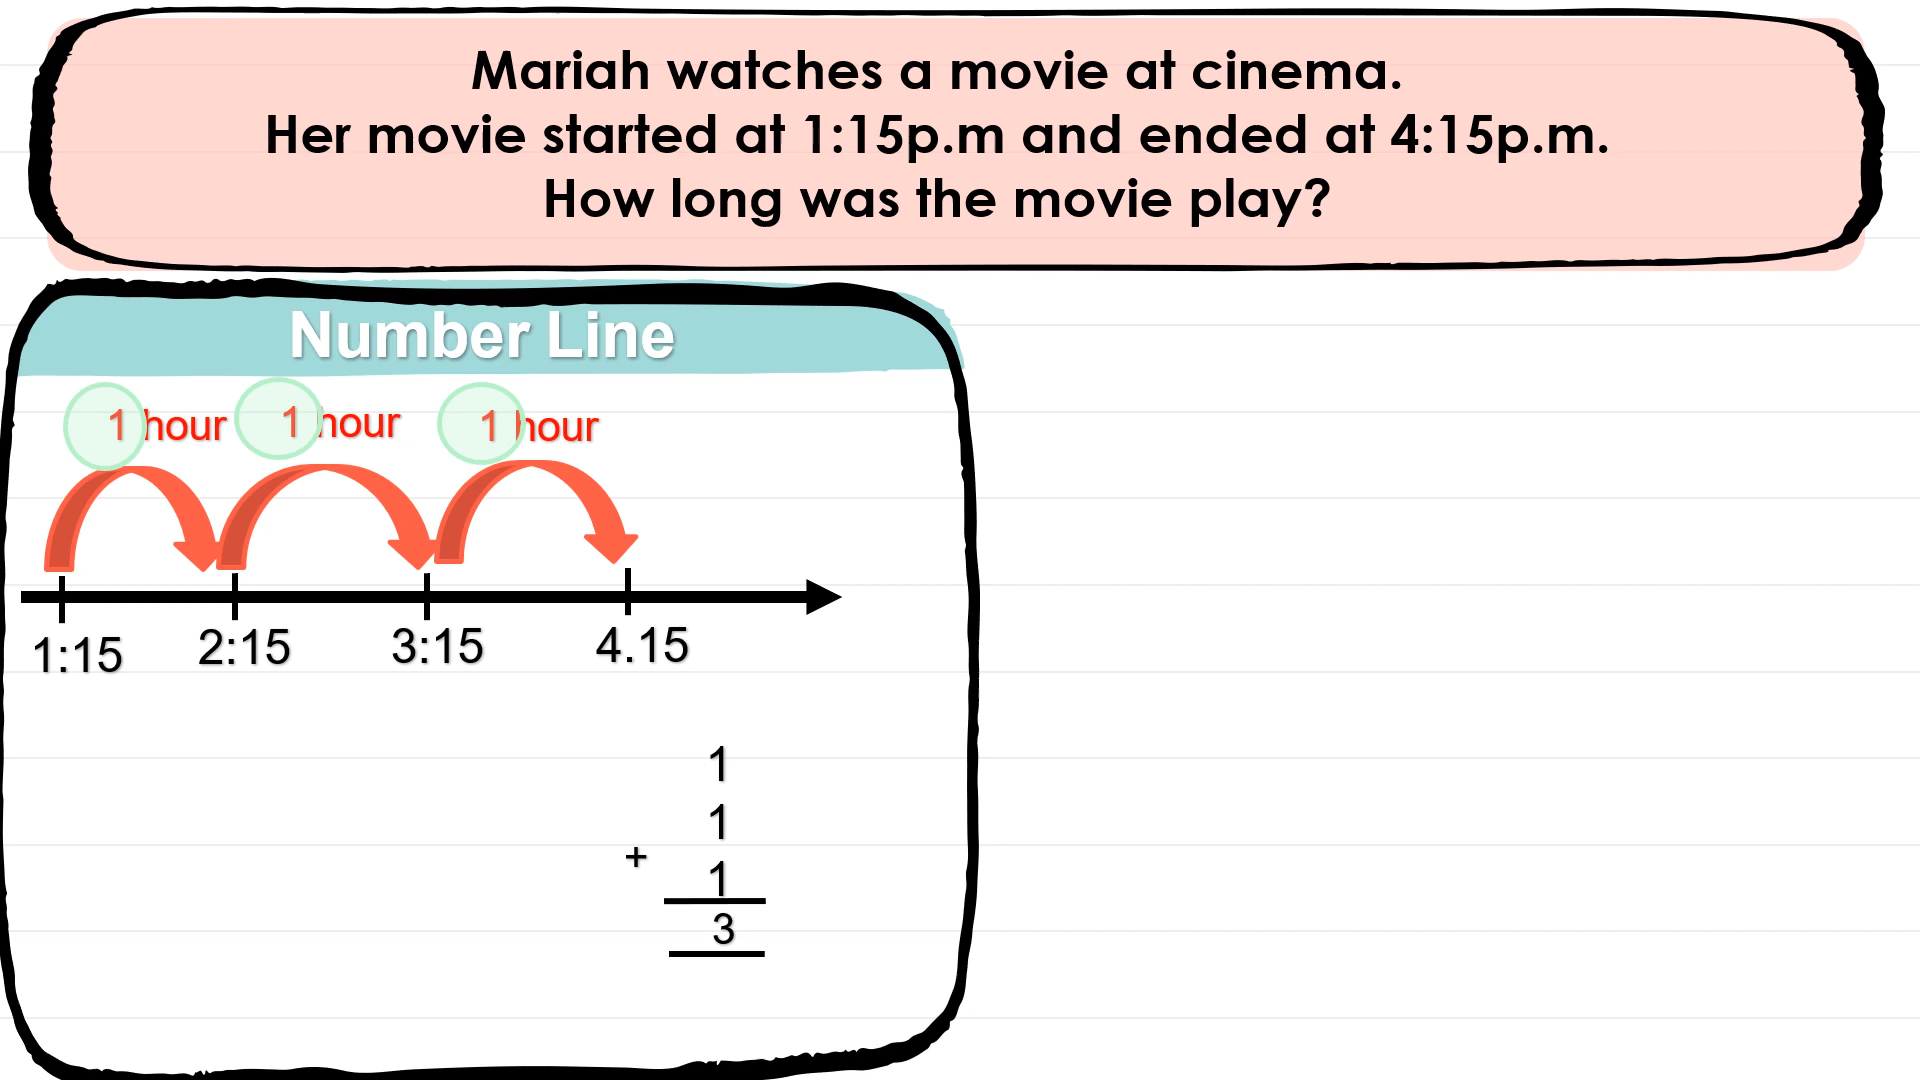 Mariah watches a movie at cinema.
Her movie started at 1:15p.m and ended at 4:15p.m.
How long was the movie play?
Number Line
1 hour 1 hour 1 hour
1:15 2:15 3:15 4.15
1
1
+ 1
3